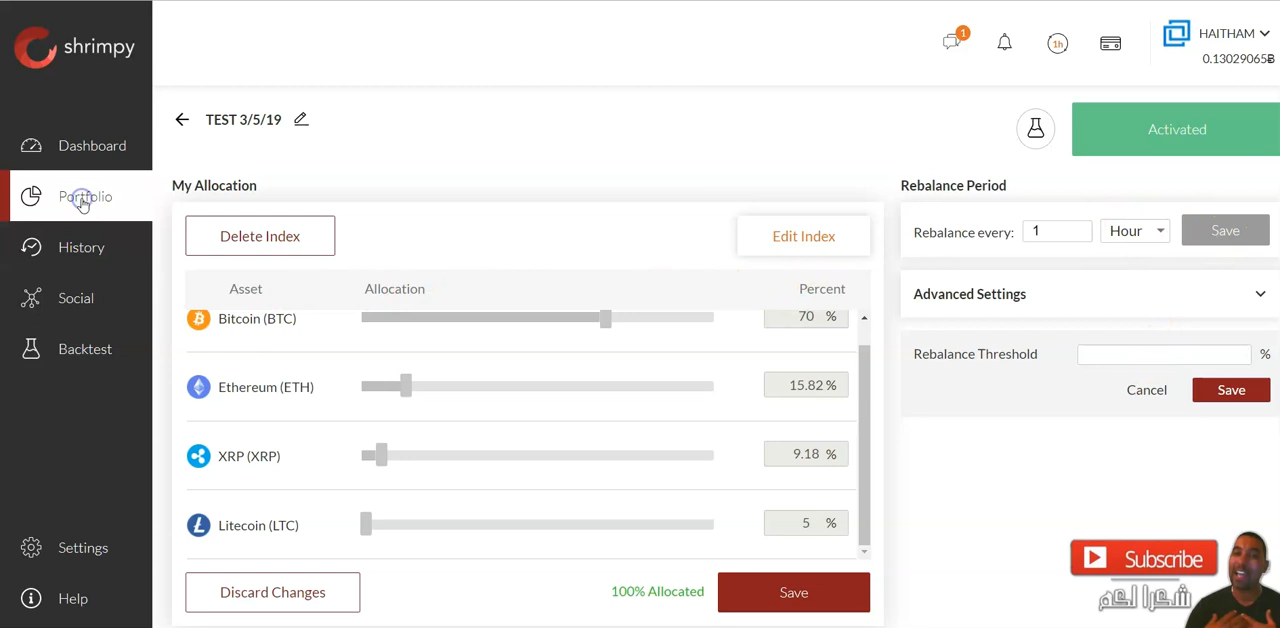 shrimpy
1
1h
HAITHAM
0.13029065Ƀ
Dashboard
Portfolio
History
Social
Backtest
Settings
Help
TEST 3/5/19
Activated
My Allocation
Delete Index
Edit Index
Asset Allocation Percent
Bitcoin (BTC) 70 %
Ethereum (ETH) 15.82 %
XRP (XRP) 9.18 %
Litecoin (LTC) 5 %
Discard Changes
100% Allocated
Save
Rebalance Period
Rebalance every: 1 Hour Save
Advanced Settings
Rebalance Threshold %
Cancel Save
Subscribe
شكرا لكم